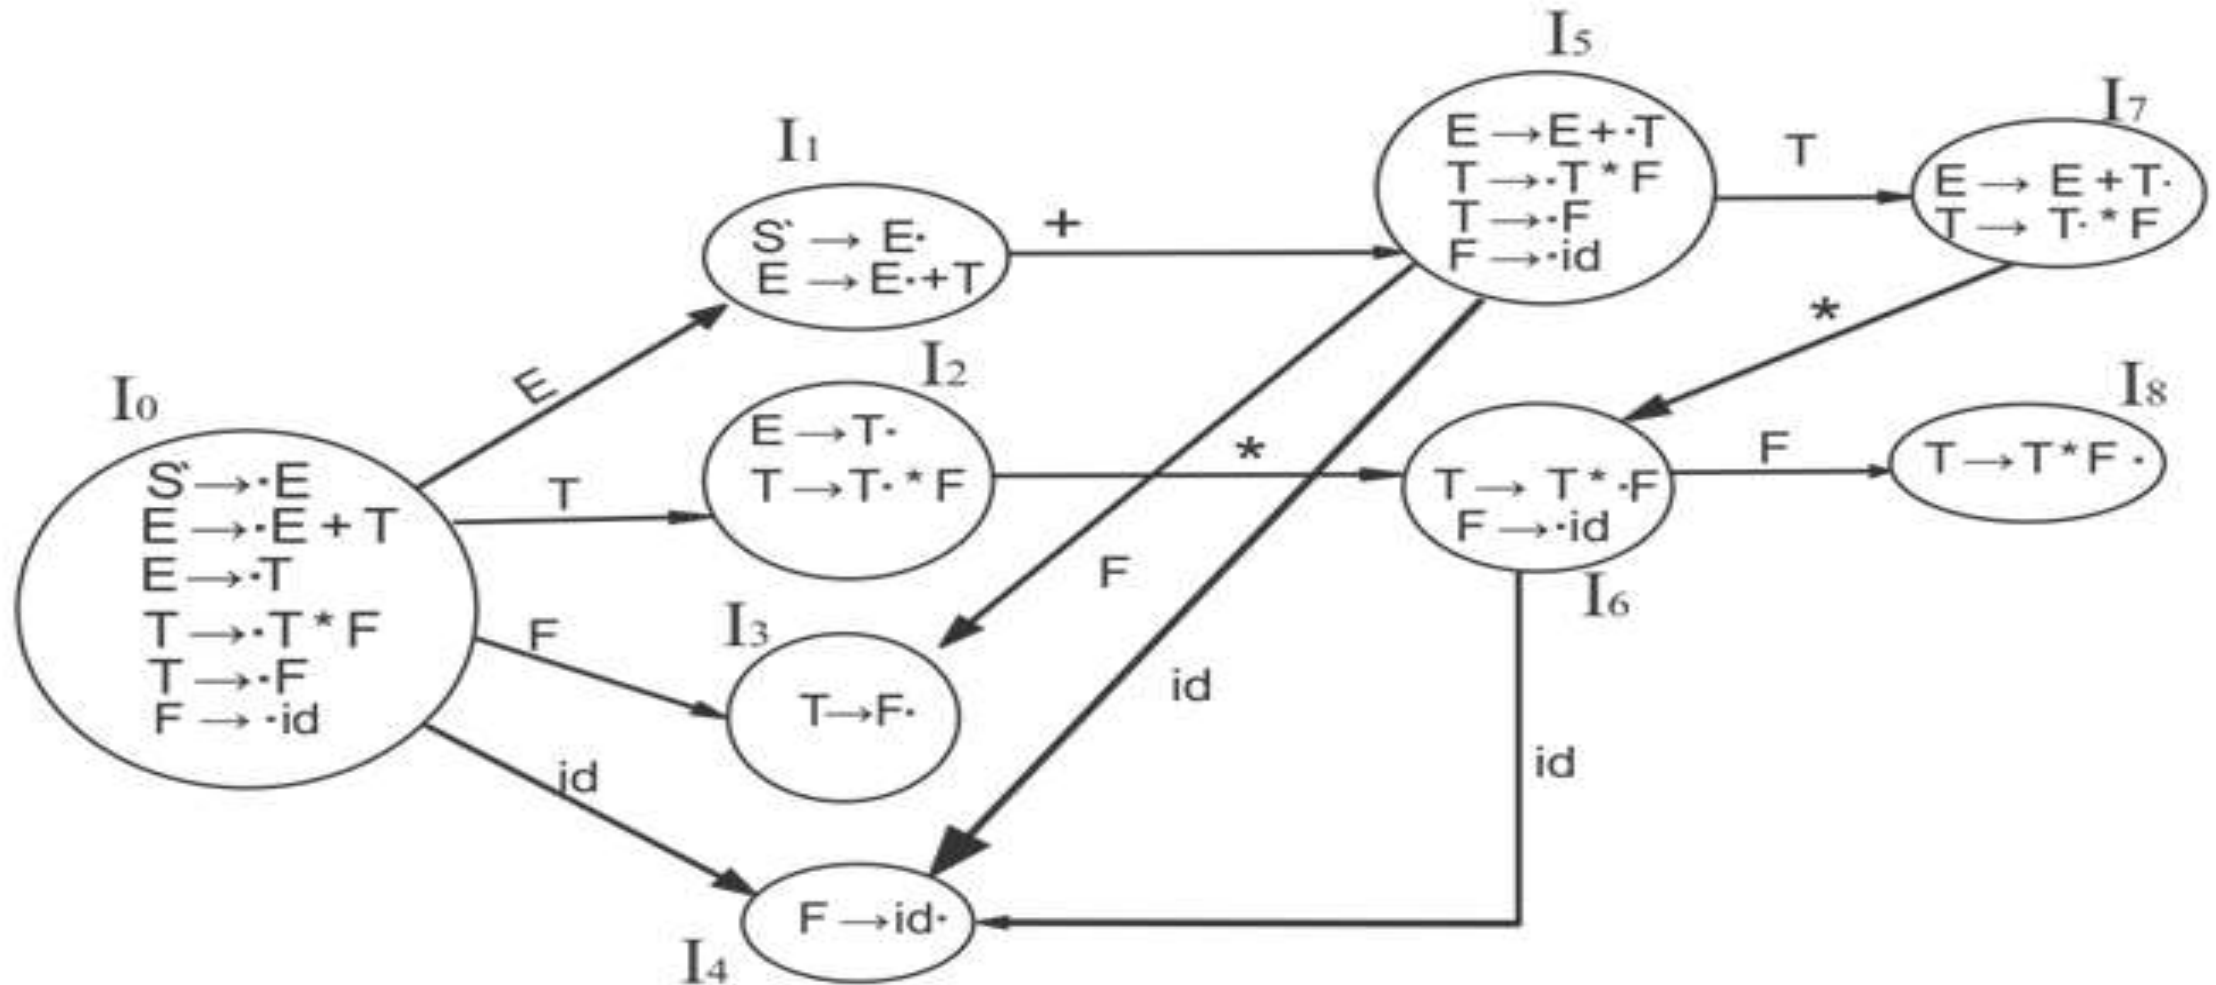 I0
S` → ·E
E → ·E + T
E → ·T
T → ·T * F
T → ·F
F → ·id
E
T
F
id
I1
S` → E·
E → E·+T
I2
E → T·
T → T· * F
I3
T → F·
I4
F → id·
+
*
F
id
I5
E → E + ·T
T → ·T * F
T → ·F
F → ·id
T
*
I6
T → T * ·F
F → ·id
F
id
I7
E → E + T·
T → T· * F
I8
T → T * F ·